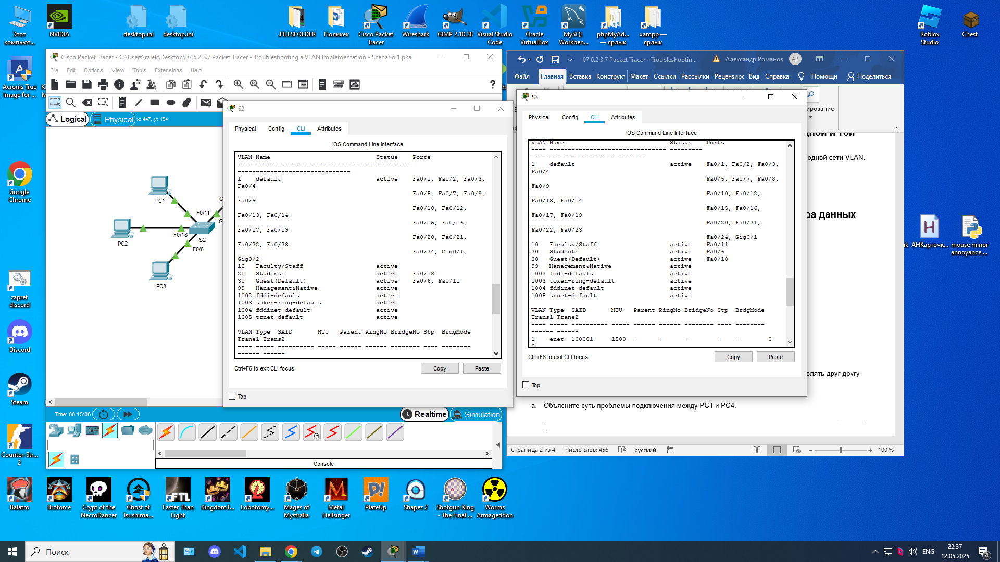 Этот
компьют...
NVIDIA
desktop.ini
desktop.ini
.FILESFOLDER
Поликек
Cisco Packet
Tracer
Wireshark
GIMP 2.10.38
Visual Studio
Code
Oracle
VirtualBox
MySQL
Workben...
phpMyAd...
— ярлык
xampp —
ярлык
Roblox
Studio
Chest
Acronis True
Image for ...
Google
Chrome
zapret
discord
Discord
Steam
Counter-Str...
2
АНКарточк...
mouse minor
annoyance....
Cisco Packet Tracer - C:\Users\ralek\Desktop\07 6.2.3.7 Packet Tracer - Troubleshooting a VLAN Implementation - Scenario 1.pka
File Edit Options View Tools Extensions Help
Logical
Physical
x: 447, y: 194
PC1
F0/11
PC2
F0/18
S2
F0/6
PC3
Time: 00:15:06
Realtime
Simulation
Console
S2
Physical Config CLI Attributes
IOS Command Line Interface
VLAN Name Status Ports
---- -------------------------------- ---------
-------------------------------
1 default active Fa0/1, Fa0/2, Fa0/3,
Fa0/4
Fa0/5, Fa0/7, Fa0/8,
Fa0/9
Fa0/10, Fa0/12,
Fa0/13, Fa0/14
Fa0/15, Fa0/16,
Fa0/17, Fa0/19
Fa0/20, Fa0/21,
Fa0/22, Fa0/23
Fa0/24, Gig0/1,
Gig0/2
10 Faculty/Staff active
20 Students active Fa0/18
30 Guest(Default) active Fa0/6, Fa0/11
99 Management&Native active
1002 fddi-default active
1003 token-ring-default active
1004 fddinet-default active
1005 trnet-default active
VLAN Type SAID MTU Parent RingNo BridgeNo Stp BrdgMode
Trans1 Trans2
---- ----- ---------- ----- ------ ------ -------- ---- --------
------ ------
Ctrl+F6 to exit CLI focus
Copy
Paste
Top
S3
Physical Config CLI Attributes
IOS Command Line Interface
VLAN Name Status Ports
---- -------------------------------- ---------
-------------------------------
1 default active Fa0/1, Fa0/2, Fa0/3,
Fa0/4
Fa0/5, Fa0/7, Fa0/8,
Fa0/9
Fa0/10, Fa0/12,
Fa0/13, Fa0/14
Fa0/15, Fa0/16,
Fa0/17, Fa0/19
Fa0/20, Fa0/21,
Fa0/22, Fa0/23
Fa0/24, Gig0/1
10 Faculty/Staff active Fa0/11
20 Students active Fa0/6
30 Guest(Default) active Fa0/18
99 Management&Native active
1002 fddi-default active
1003 token-ring-default active
1004 fddinet-default active
1005 trnet-default active
VLAN Type SAID MTU Parent RingNo BridgeNo Stp BrdgMode
Trans1 Trans2
---- ----- ---------- ----- ------ ------ -------- ---- --------
------ ------
1 enet 100001 1500 - - - - - 0
Ctrl+F6 to exit CLI focus
Copy
Paste
Top
07 6.2.3.7 Packet Tracer - Troubleshootin...
Александр Романов
АР
Файл Главная Вставка Конструкт Макет Ссылки Рассылки Рецензирс Вид Справка Помощн Поделиться
ирование
дной и той
одной сети VLAN.
ра данных
влять друг другу
a. Объясните суть проблемы подключения между PC1 и PC4.
Страница 2 из 4
Число слов: 456
русский
100 %
Balatro
Broforce
Crypt of the
NecroDancer
Ghost of
Tsushima...
Faster Than
Light
KingdomT...
Lobotomy...
Mages of
Mystralia
Metal
Hellsinger
PlateUp
Shapez 2
Shotgun King
- The Final ...
Worms
Armageddon
FTL
Поиск
ENG
22:37
12.05.2025
4